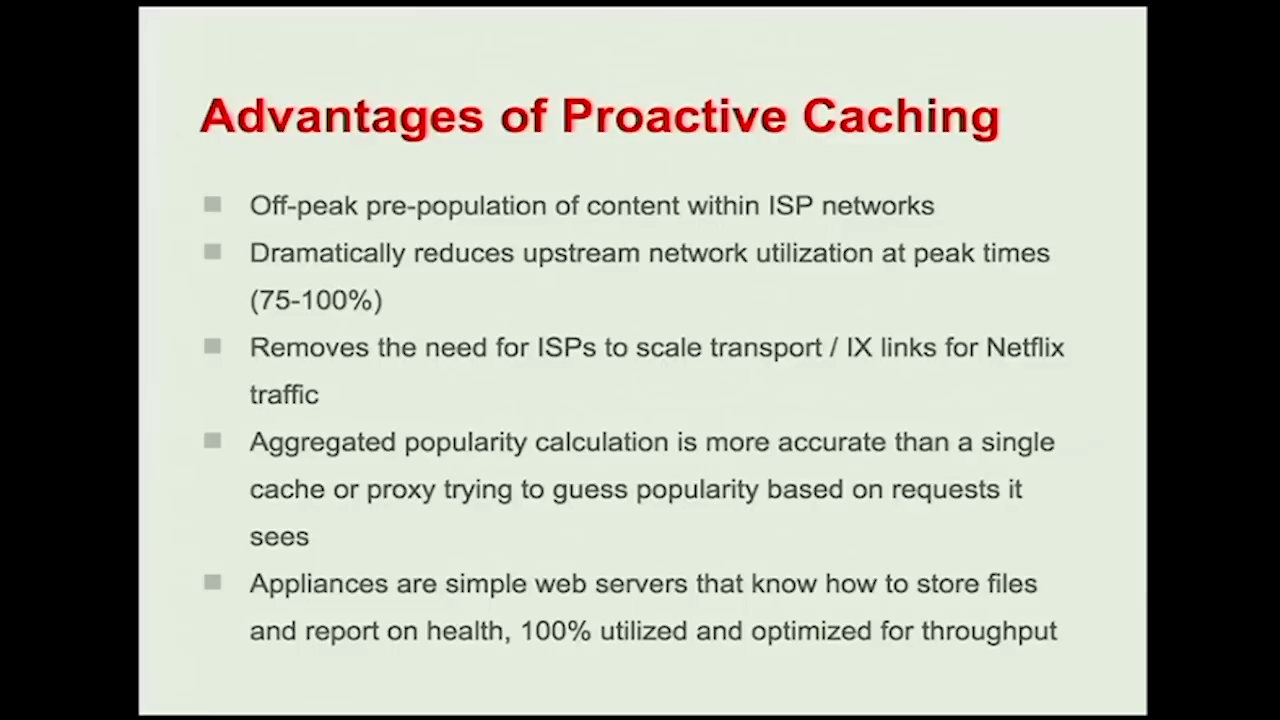 Advantages of Proactive Caching
Off-peak pre-population of content within ISP networks
Dramatically reduces upstream network utilization at peak times
(75-100%)
Removes the need for ISPs to scale transport / IX links for Netflix
traffic
Aggregated popularity calculation is more accurate than a single
cache or proxy trying to guess popularity based on requests it
sees
Appliances are simple web servers that know how to store files
and report on health, 100% utilized and optimized for throughput